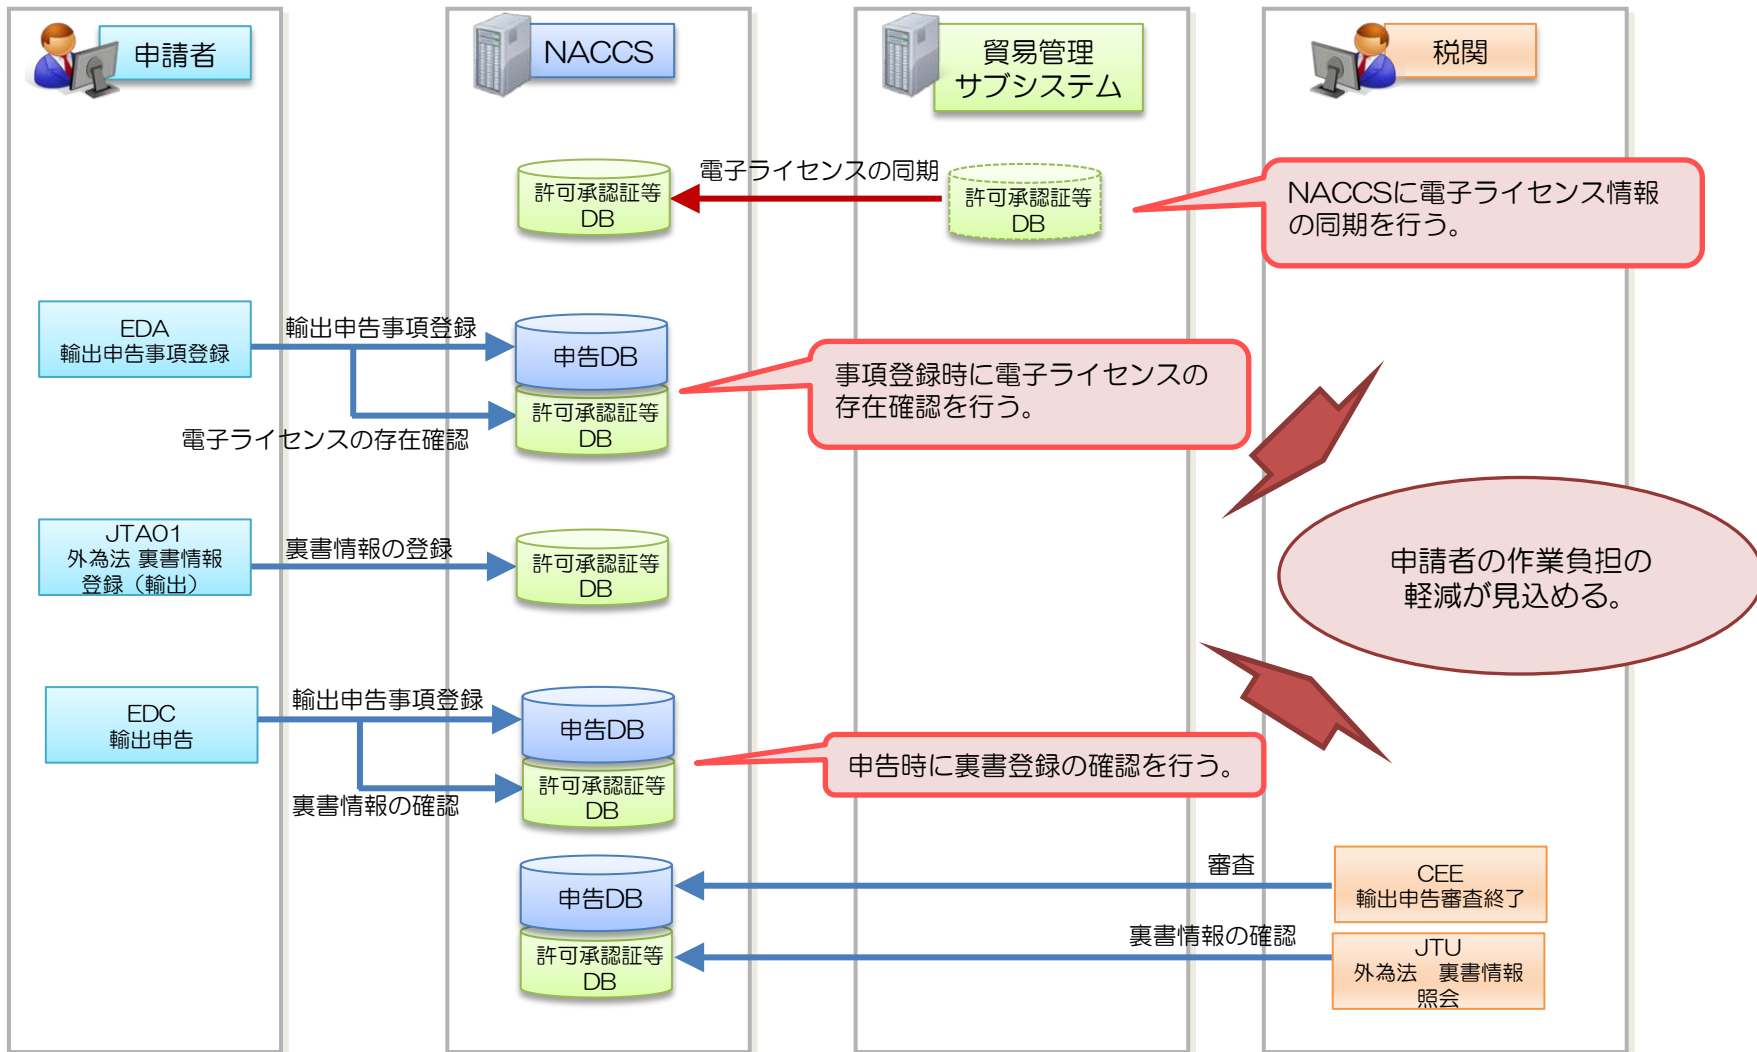 申請者
NACCS
貿易管理
サブシステム
税関
電子ライセンスの同期
許可承認証等
DB
許可承認証等
DB
NACCSに電子ライセンス情報
の同期を行う。
EDA
輸出申告事項登録
輸出申告事項登録
申告DB
許可承認証等
DB
電子ライセンスの存在確認
事項登録時に電子ライセンスの
存在確認を行う。
JTA01
外為法 裏書情報
登録（輸出）
裏書情報の登録
許可承認証等
DB
申請者の作業負担の
軽減が見込める。
EDC
輸出申告
輸出申告事項登録
申告DB
許可承認証等
DB
裏書情報の確認
申告時に裏書登録の確認を行う。
審査
申告DB
CEE
輸出申告審査終了
裏書情報の確認
許可承認証等
DB
JTU
外為法　裏書情報
照会